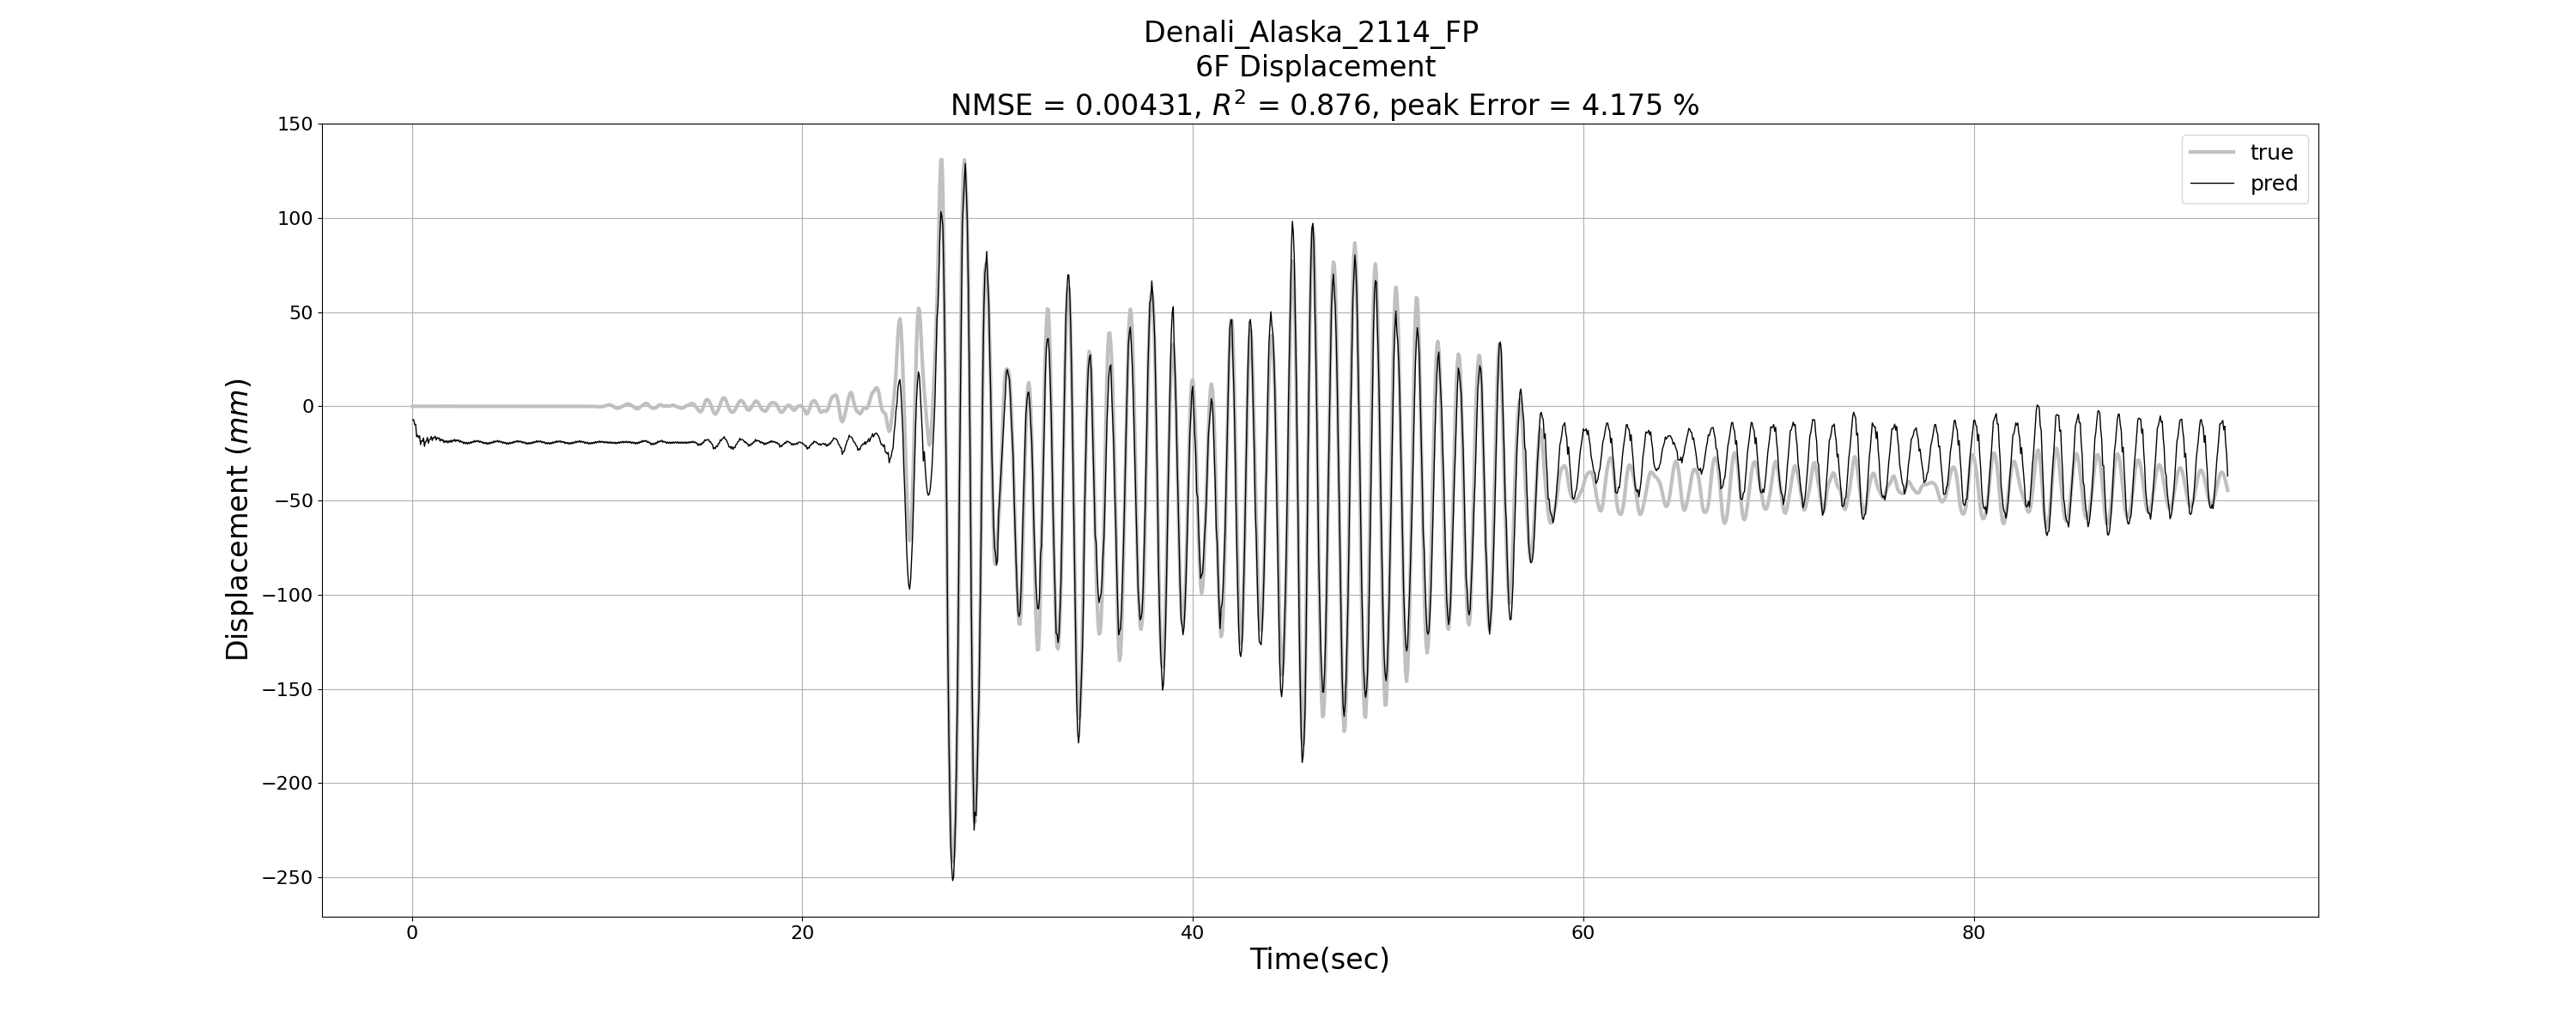 Denali_Alaska_2114_FP
6F Displacement
NMSE = 0.00431, R² = 0.876, peak Error = 4.175 %
true
pred
150
100
50
0
−50
−100
−150
−200
−250
Displacement (mm)
0
20
40
60
80
Time(sec)